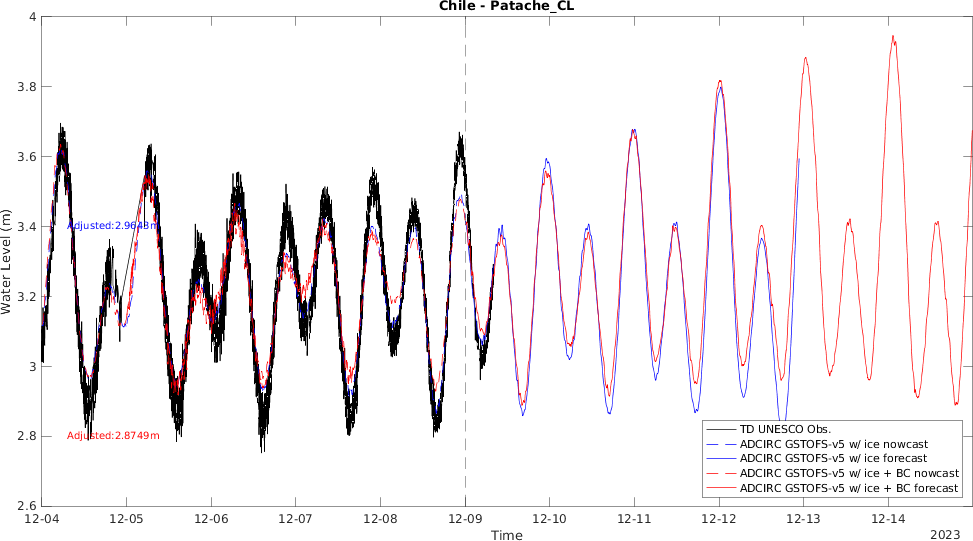 Chile - Patache_CL
4
3.8
3.6
3.4
3.2
3
2.8
2.6
Water Level (m)
Adjusted:2.9643m
Adjusted:2.8749m
TD UNESCO Obs.
ADCIRC GSTOFS-v5 w/ ice nowcast
ADCIRC GSTOFS-v5 w/ ice forecast
ADCIRC GSTOFS-v5 w/ ice + BC nowcast
ADCIRC GSTOFS-v5 w/ ice + BC forecast
12-04 12-05 12-06 12-07 12-08 12-09 12-10 12-11 12-12 12-13 12-14
Time
2023